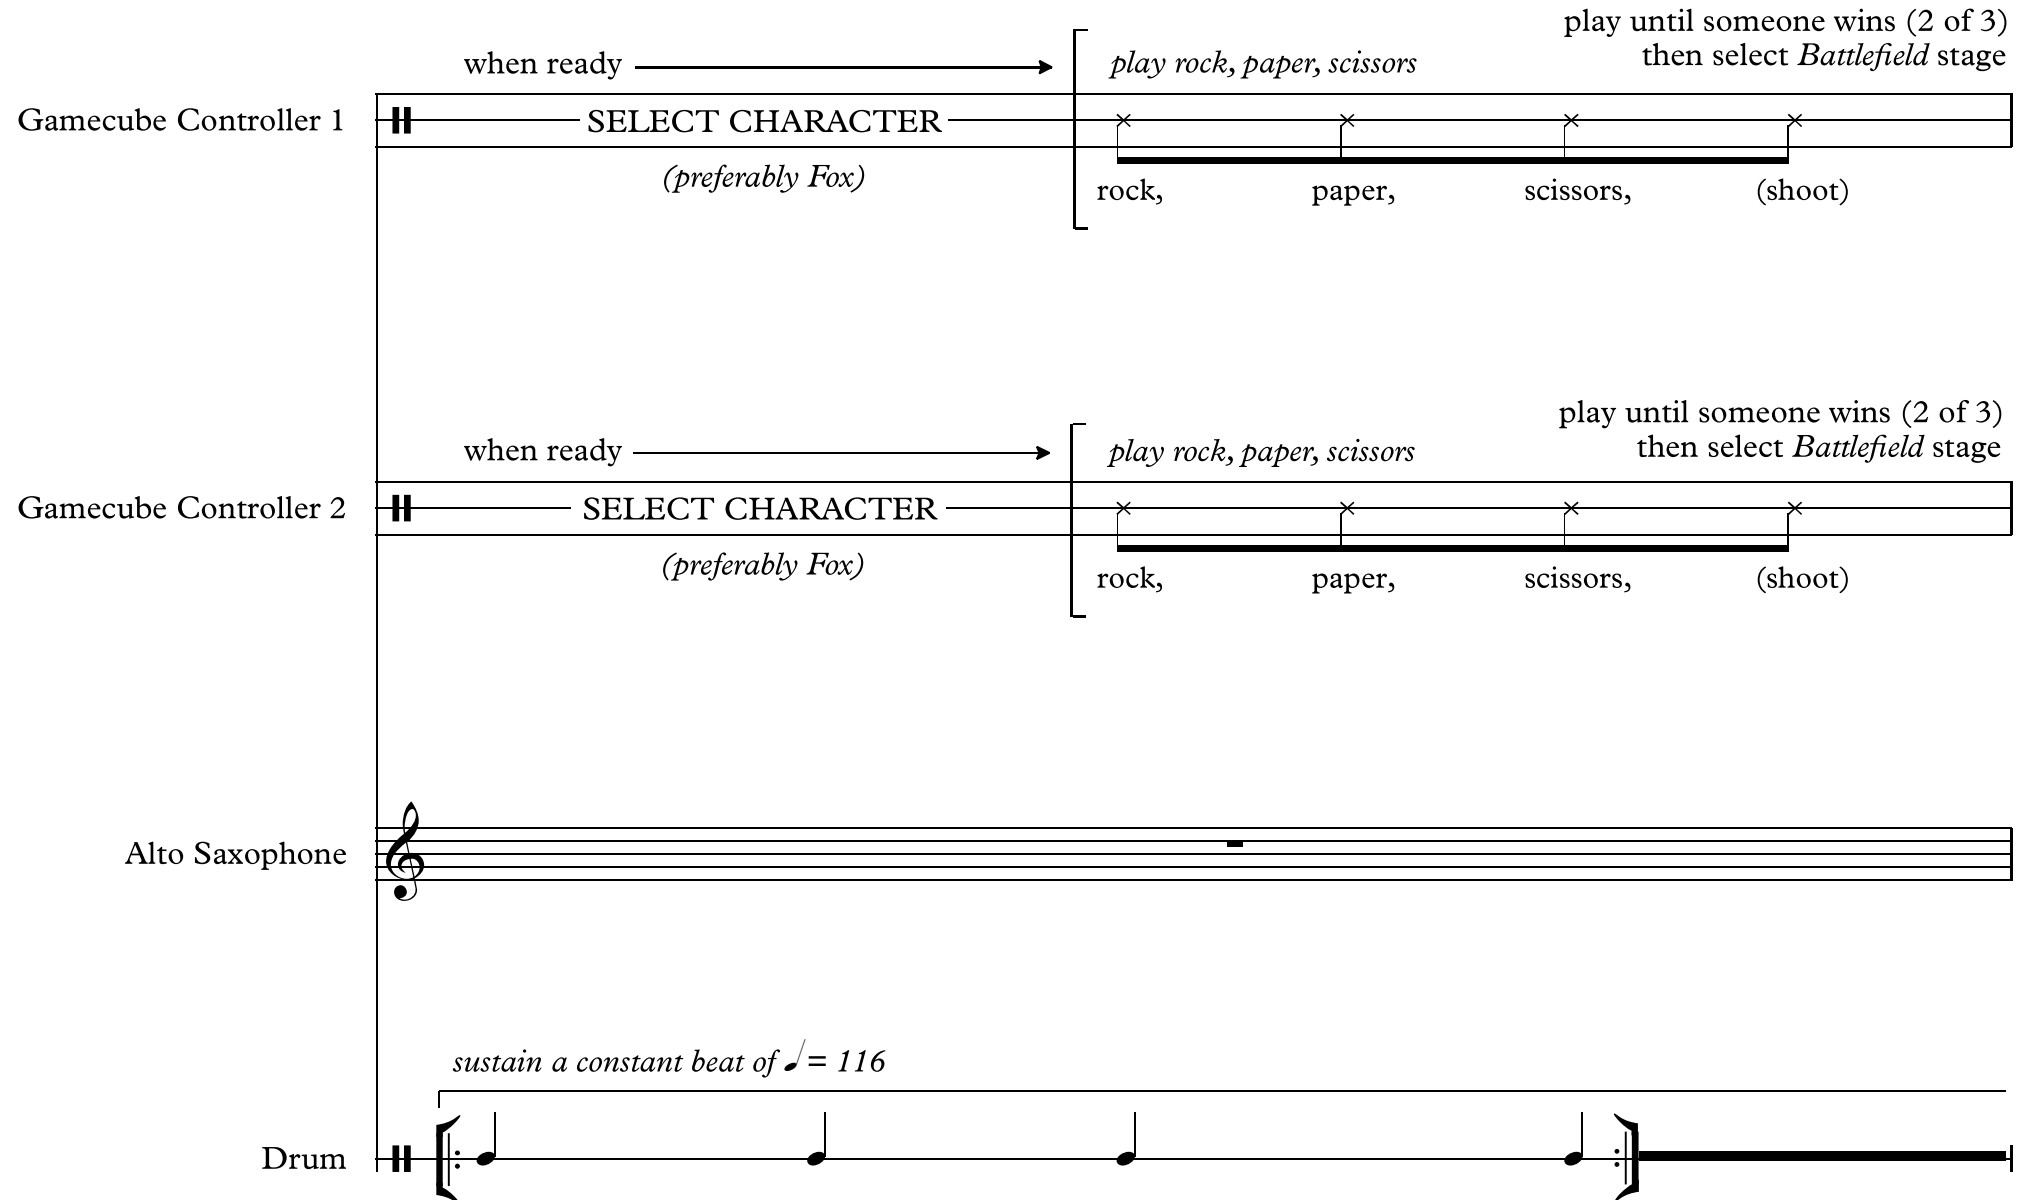 play until someone wins (2 of 3)
when ready
play rock, paper, scissors
then select Battlefield stage
Gamecube Controller 1
SELECT CHARACTER
(preferably Fox)
rock, paper, scissors, (shoot)
play until someone wins (2 of 3)
when ready
play rock, paper, scissors
then select Battlefield stage
Gamecube Controller 2
SELECT CHARACTER
(preferably Fox)
rock, paper, scissors, (shoot)
Alto Saxophone
sustain a constant beat of ♩ = 116
Drum